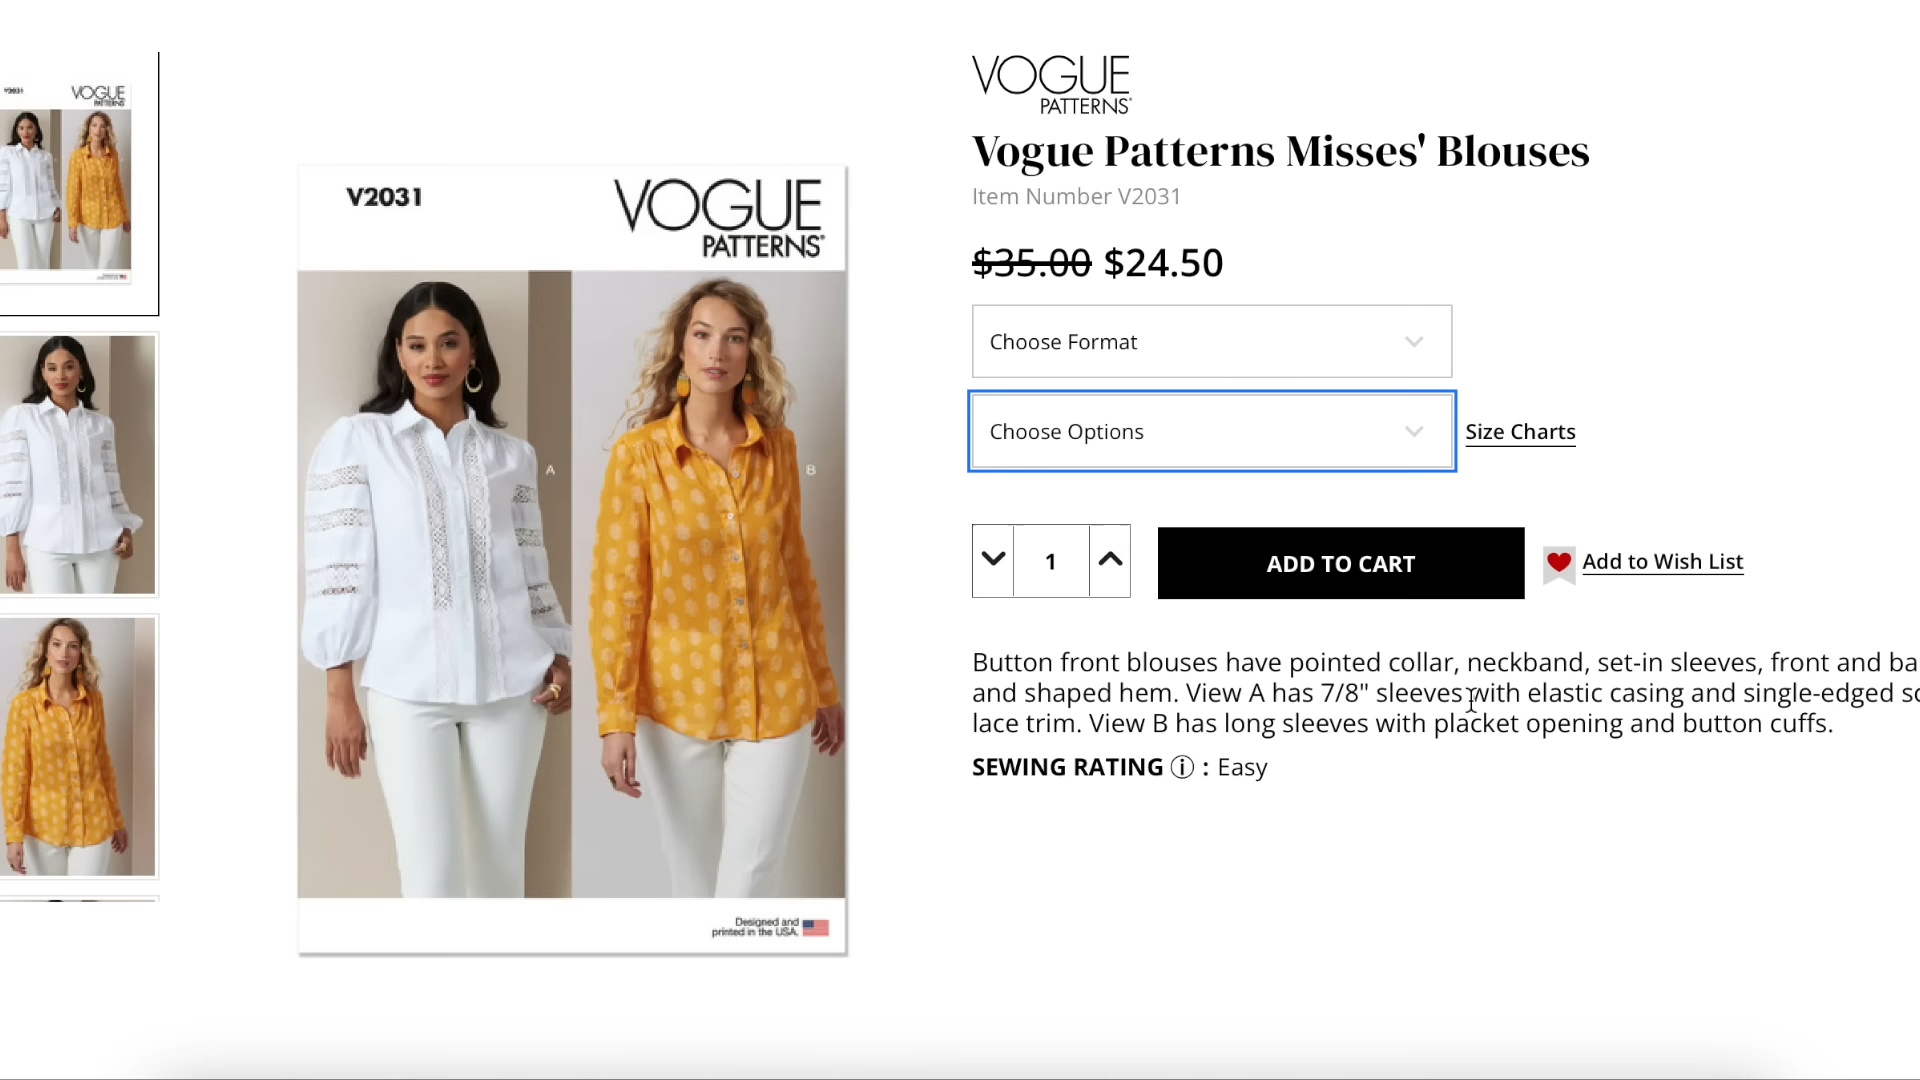 V2031
VOGUE
PATTERNS
VOGUE
PATTERNS®
Vogue Patterns Misses' Blouses
Item Number V2031
$35.00 $24.50
Choose Format
Choose Options
Size Charts
1
ADD TO CART
Add to Wish List
Button front blouses have pointed collar, neckband, set-in sleeves, front and ba
and shaped hem. View A has 7/8" sleeves with elastic casing and single-edged sc
lace trim. View B has long sleeves with placket opening and button cuffs.
SEWING RATING ⓘ : Easy
V2031
VOGUE
PATTERNS®
A
B
Designed and
printed in the USA.